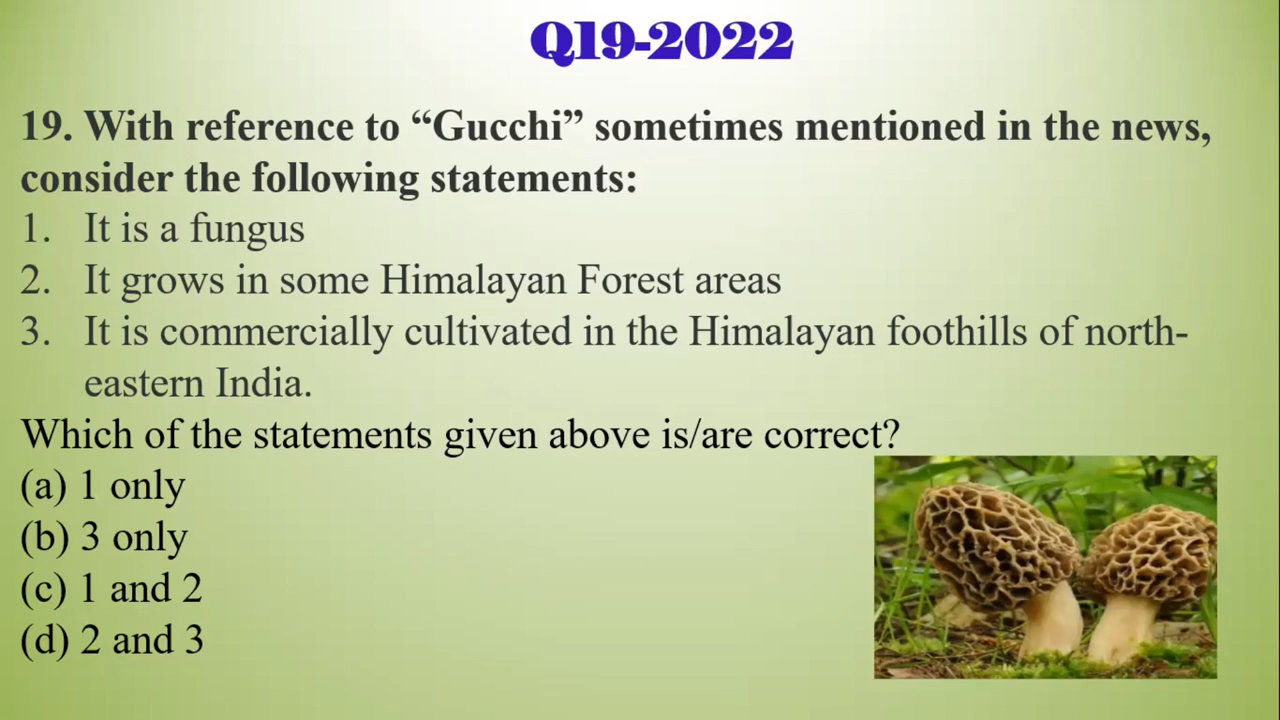 Q19-2022
19. With reference to “Gucchi” sometimes mentioned in the news,
consider the following statements:
1. It is a fungus
2. It grows in some Himalayan Forest areas
3. It is commercially cultivated in the Himalayan foothills of north-
eastern India.
Which of the statements given above is/are correct?
(a) 1 only
(b) 3 only
(c) 1 and 2
(d) 2 and 3